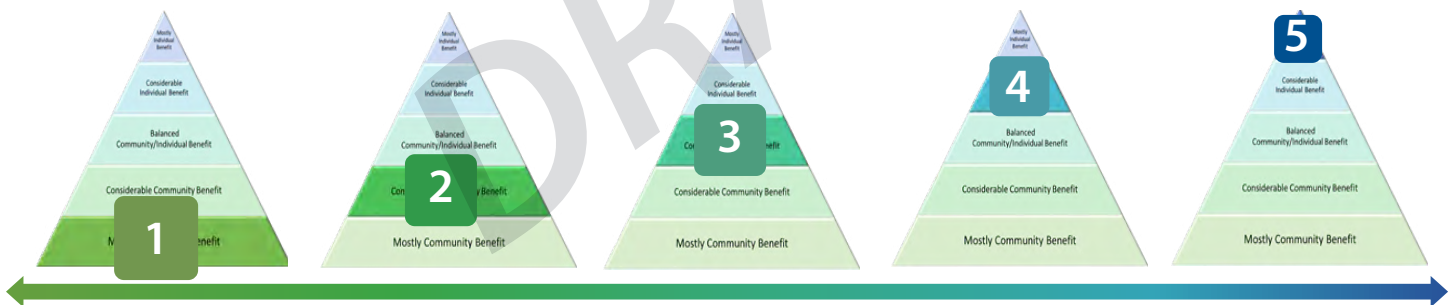 Mostly
Individual
Benefit
Considerable
Individual Benefit
Balanced
Community/Individual Benefit
Considerable Community Benefit
1
Mostly
Individual
Benefit
Considerable
Individual Benefit
Balanced
Community/Individual Benefit
2
Mostly Community Benefit
Mostly
Individual
Benefit
Considerable
Individual Benefit
3
Considerable Community Benefit
Mostly Community Benefit
Mostly
Individual
Benefit
4
Balanced
Community/Individual Benefit
Considerable Community Benefit
Mostly Community Benefit
5
Considerable
Individual Benefit
Balanced
Community/Individual Benefit
Considerable Community Benefit
Mostly Community Benefit